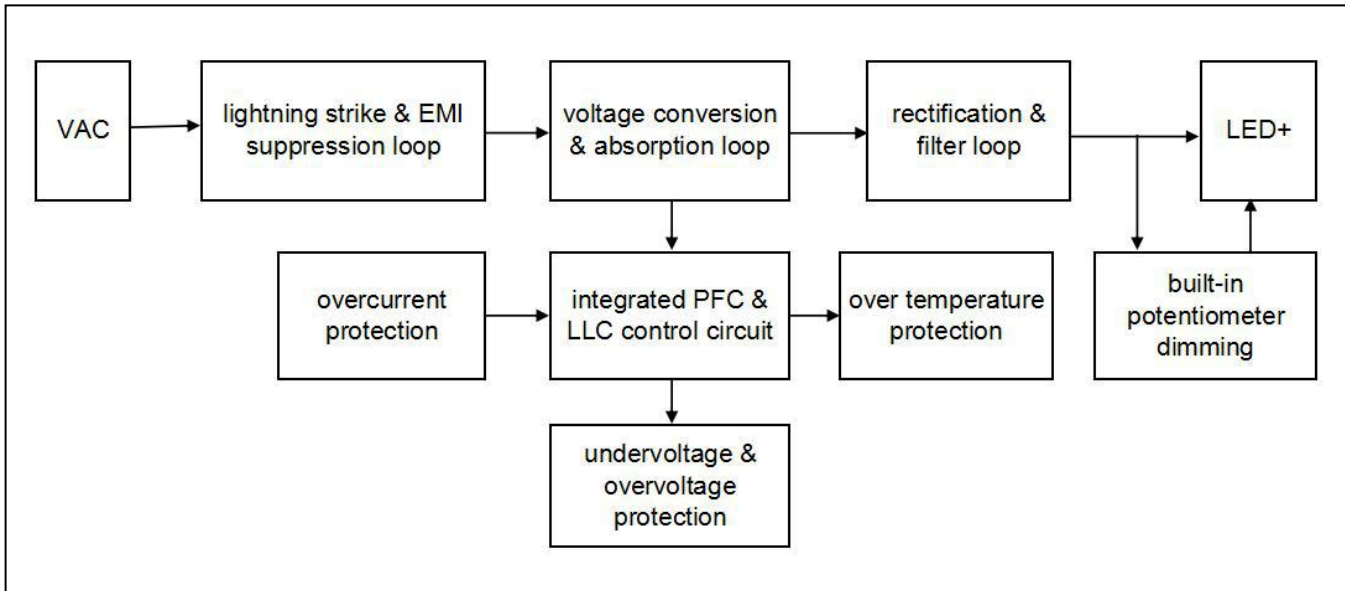 VAC
lightning strike & EMI
suppression loop
voltage conversion
& absorption loop
rectification &
filter loop
LED+
overcurrent
protection
integrated PFC &
LLC control circuit
over temperature
protection
built-in
potentiometer
dimming
undervoltage &
overvoltage
protection